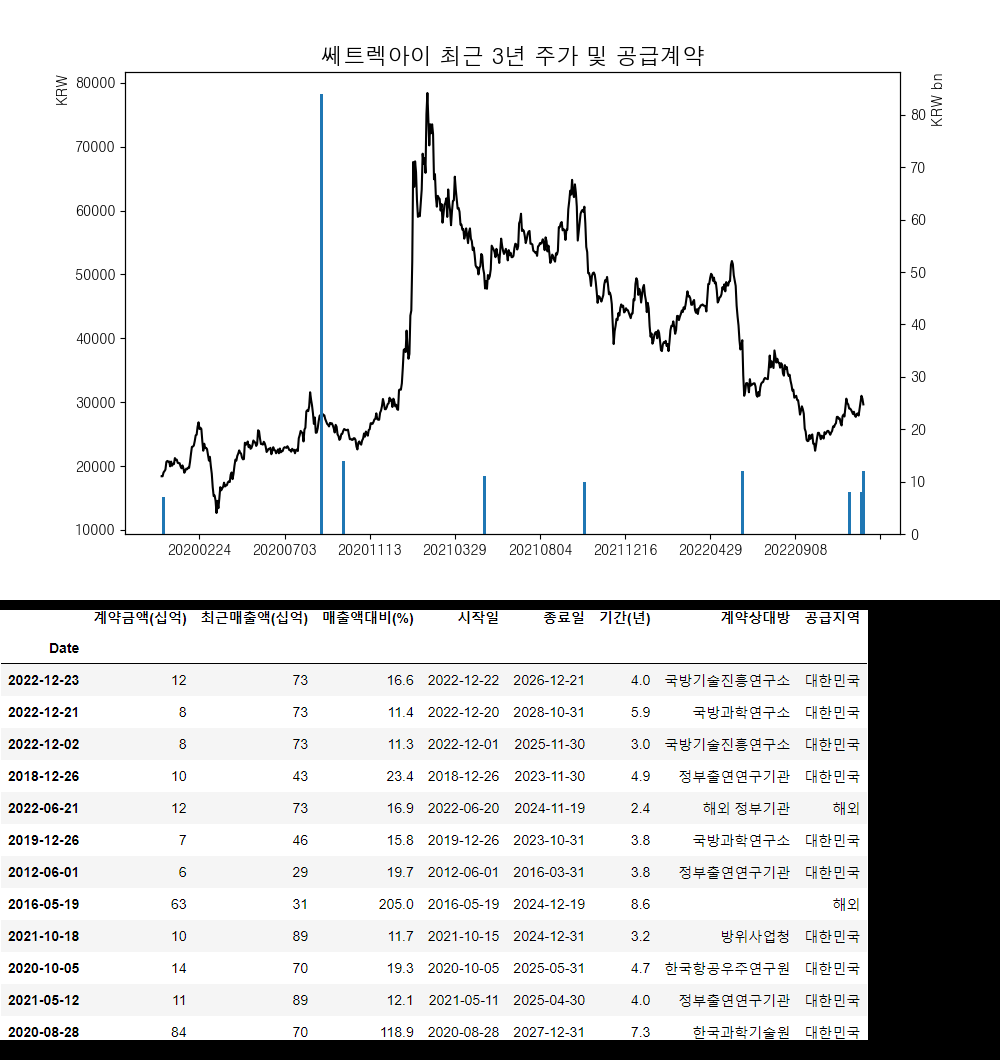 쎄트렉아이 최근 3년 주가 및 공급계약
KRW
KRW bn
80000
70000
60000
50000
40000
30000
20000
10000
80
70
60
50
40
30
20
10
0
20200224 20200703 20201113 20210329 20210804 20211216 20220429 20220908
계약금액(십억) 최근매출액(십억) 매출액대비(%) 시작일 종료일 기간(년) 계약상대방 공급지역
Date
2022-12-23 12 73 16.6 2022-12-22 2026-12-21 4.0 국방기술진흥연구소 대한민국
2022-12-21 8 73 11.4 2022-12-20 2028-10-31 5.9 국방과학연구소 대한민국
2022-12-02 8 73 11.3 2022-12-01 2025-11-30 3.0 국방기술진흥연구소 대한민국
2018-12-26 10 43 23.4 2018-12-26 2023-11-30 4.9 정부출연연구기관 대한민국
2022-06-21 12 73 16.9 2022-06-20 2024-11-19 2.4 해외 정부기관 해외
2019-12-26 7 46 15.8 2019-12-26 2023-10-31 3.8 국방과학연구소 대한민국
2012-06-01 6 29 19.7 2012-06-01 2016-03-31 3.8 정부출연연구기관 대한민국
2016-05-19 63 31 205.0 2016-05-19 2024-12-19 8.6 해외
2021-10-18 10 89 11.7 2021-10-15 2024-12-31 3.2 방위사업청 대한민국
2020-10-05 14 70 19.3 2020-10-05 2025-05-31 4.7 한국항공우주연구원 대한민국
2021-05-12 11 89 12.1 2021-05-11 2025-04-30 4.0 정부출연연구기관 대한민국
2020-08-28 84 70 118.9 2020-08-28 2027-12-31 7.3 한국과학기술원 대한민국